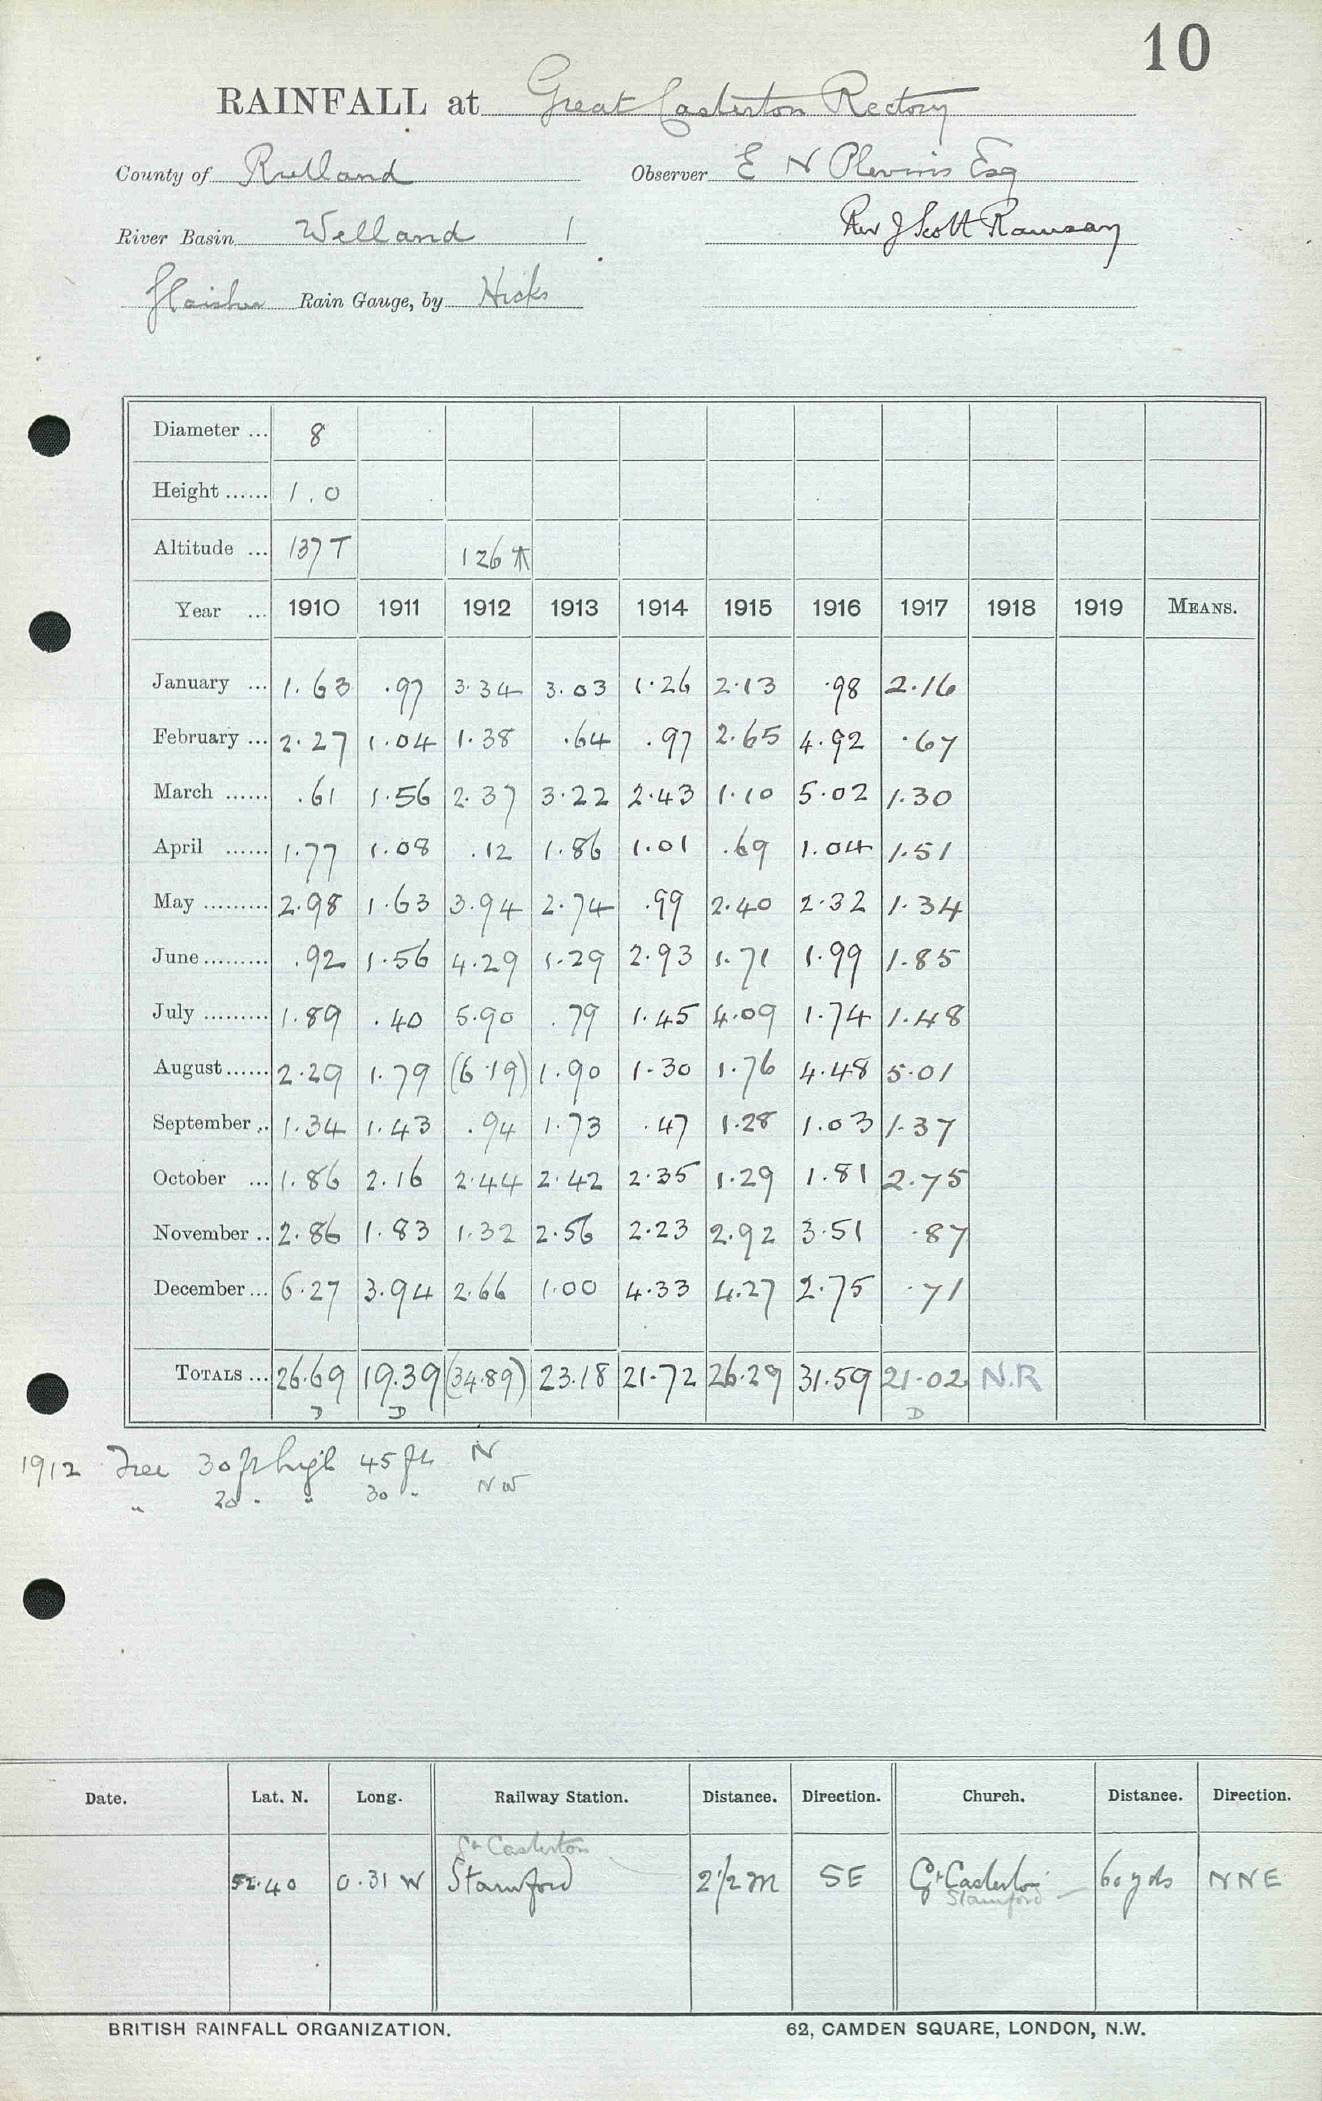 10
RAINFALL at Great Casterton Rectory
County of Rutland Observer E N Plevins Esq
River Basin Welland 1 Rev J Scott Ramsay
Glaisher Rain Gauge, by Hicks
Diameter ... 8
Height ...... 1.0
Altitude ... 137 T 126
Year ... 1910 1911 1912 1913 1914 1915 1916 1917 1918 1919 MEANS.
January ... 1.63 .97 3.34 3.03 1.26 2.13 .98 2.16
February ... 2.27 1.04 1.38 .64 .97 2.65 4.92 .67
March ...... .61 1.56 2.37 3.22 2.43 1.10 5.02 1.30
April ...... 1.77 1.08 .12 1.86 1.01 .69 1.04 1.51
May ......... 2.98 1.63 3.94 2.74 .99 2.40 2.32 1.34
June ......... .92 1.56 4.29 1.29 2.93 1.71 1.99 1.85
July ......... 1.89 .40 5.90 .79 1.45 4.09 1.74 1.48
August ...... 2.29 1.79 (6.19) 1.90 1.30 1.76 4.48 5.01
September .. 1.34 1.43 .94 1.73 .47 1.28 1.03 1.37
October ... 1.86 2.16 2.44 2.42 2.35 1.29 1.81 2.75
November .. 2.86 1.83 1.32 2.56 2.23 2.92 3.51 .87
December ... 6.27 3.94 2.66 1.00 4.33 4.27 2.75 .71
TOTALS ... 26.69 19.39 (34.89) 23.18 21.72 26.29 31.59 21.02 N.R
D D D
1912 Tree 30 ft high 45 ft N
" 20 " " 30 " NW
Date. Lat. N. Long. Railway Station. Distance. Direction. Church. Distance. Direction.
Gt Casterton
52.40 0.31 W Stamford 2 1/2 m SE Gt Casterton 60 yds NNE
Stamford
BRITISH RAINFALL ORGANIZATION. 62, CAMDEN SQUARE, LONDON, N.W.